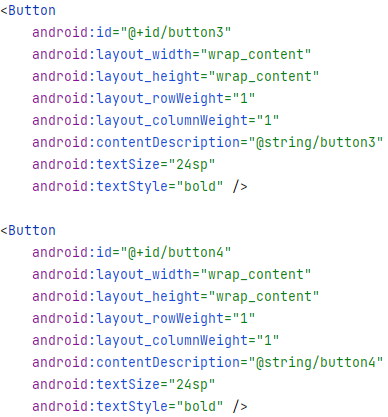 <Button
    android:id="@+id/button3"
    android:layout_width="wrap_content"
    android:layout_height="wrap_content"
    android:layout_rowWeight="1"
    android:layout_columnWeight="1"
    android:contentDescription="@string/button3"
    android:textSize="24sp"
    android:textStyle="bold" />

<Button
    android:id="@+id/button4"
    android:layout_width="wrap_content"
    android:layout_height="wrap_content"
    android:layout_rowWeight="1"
    android:layout_columnWeight="1"
    android:contentDescription="@string/button4"
    android:textSize="24sp"
    android:textStyle="bold" />